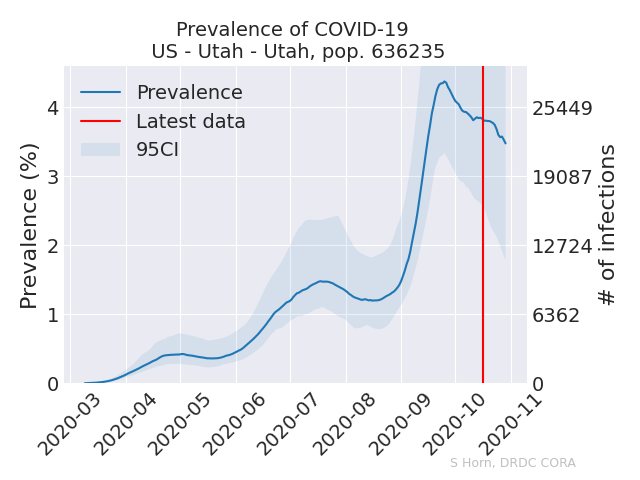 Prevalence of COVID-19
US - Utah - Utah, pop. 636235
Prevalence
Latest data
95CI
Prevalence (%)
4
3
2
1
0
25449
19087
12724
6362
0
# of infections
2020-03
2020-04
2020-05
2020-06
2020-07
2020-08
2020-09
2020-10
2020-11
S Horn, DRDC CORA